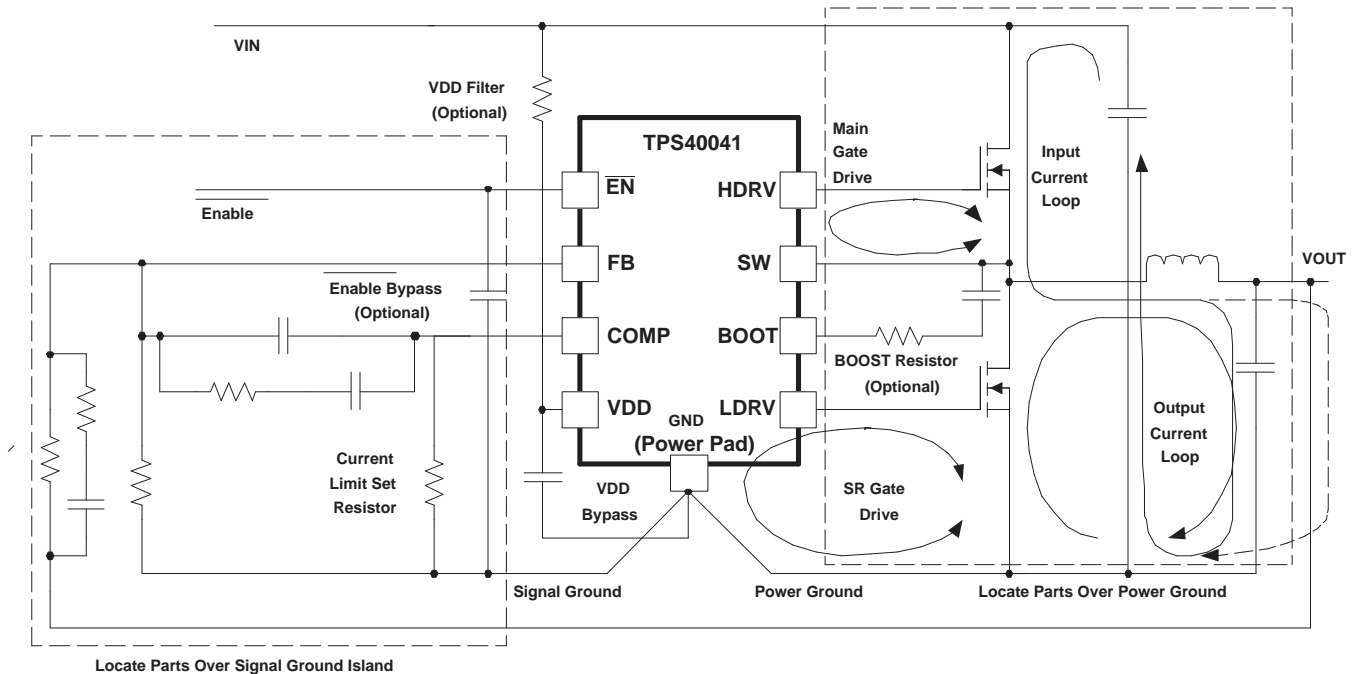 VIN
VDD Filter
(Optional)
TPS40041
EN
FB
COMP
VDD
HDRV
SW
BOOT
LDRV
GND
(Power Pad)
Enable
Enable Bypass
(Optional)
Current
Limit Set
Resistor
VDD
Bypass
Main
Gate
Drive
Input
Current
Loop
VOUT
BOOST Resistor
(Optional)
Output
Current
Loop
SR Gate
Drive
Signal Ground
Power Ground
Locate Parts Over Power Ground
Locate Parts Over Signal Ground Island